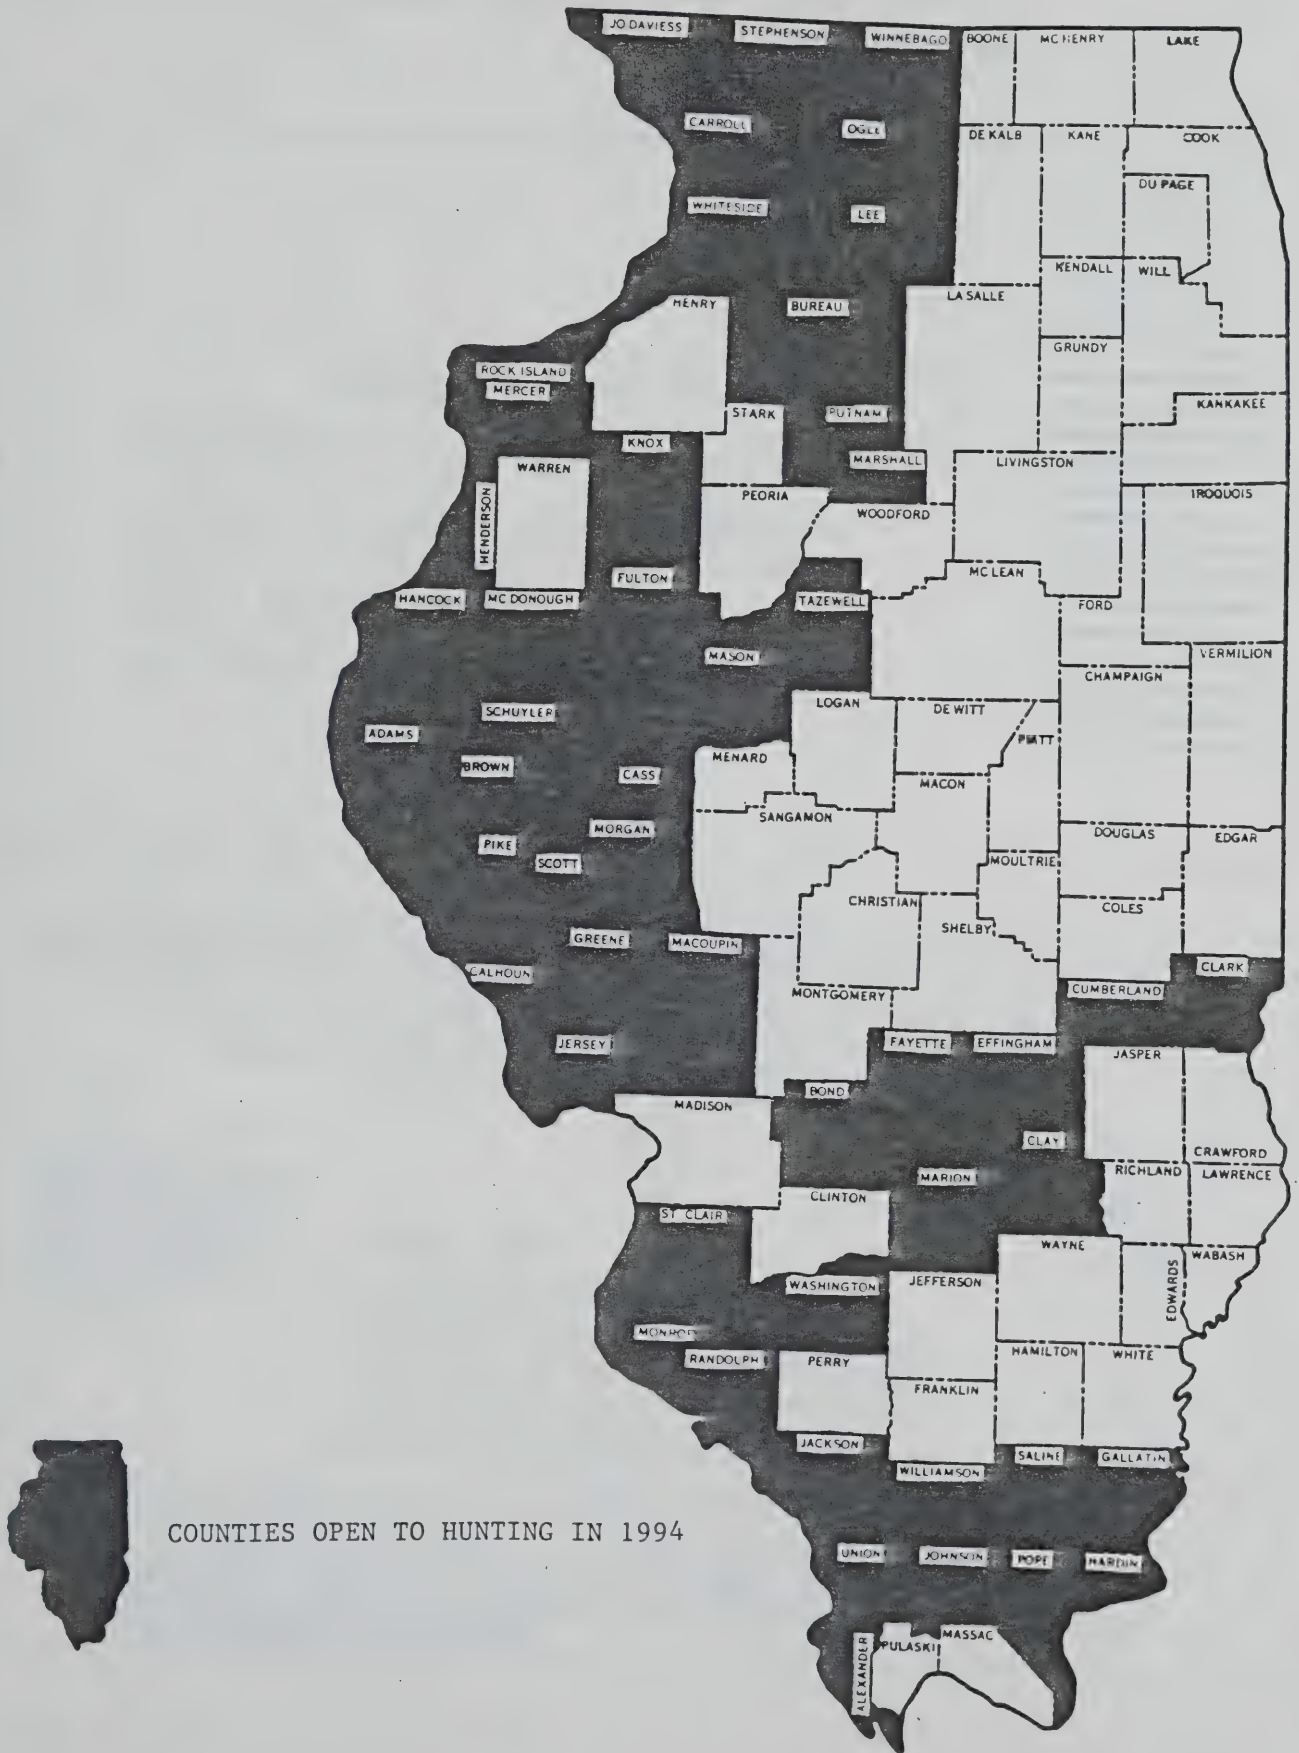 JO DAVIESS
STEPHENSON
WINNEBAGO
BOONE
MC HENRY
LAKE
CARROLL
OGLE
DE KALB
KANE
COOK
DU PAGE
WHITESIDE
LEE
KENDALL
WILL
HENRY
BUREAU
LA SALLE
GRUNDY
ROCK ISLAND
MERCER
STARK
PUTNAM
KANKAKEE
KNOX
WARREN
MARSHALL
LIVINGSTON
HENDERSON
PEORIA
WOODFORD
IROQUOIS
HANCOCK
MC DONOUGH
FULTON
TAZEWELL
MC LEAN
FORD
MASON
VERMILION
CHAMPAIGN
SCHUYLER
LOGAN
DE WITT
PIATT
ADAMS
BROWN
CASS
MENARD
MACON
SANGAMON
MORGAN
PIKE
SCOTT
DOUGLAS
EDGAR
MOULTRIE
CHRISTIAN
COLES
SHELBY
GREENE
MACOUPIN
CALHOUN
CLARK
CUMBERLAND
MONTGOMERY
JERSEY
FAYETTE
EFFINGHAM
JASPER
BOND
MADISON
CLAY
CRAWFORD
MARION
RICHLAND
LAWRENCE
CLINTON
ST CLAIR
WAYNE
WABASH
EDWARDS
WASHINGTON
JEFFERSON
MONROE
RANDOLPH
PERRY
HAMILTON
WHITE
FRANKLIN
JACKSON
WILLIAMSON
SALINE
GALLATIN
COUNTIES OPEN TO HUNTING IN 1994
UNION
JOHNSON
POPE
HARDIN
ALEXANDER
PULASKI
MASSAC